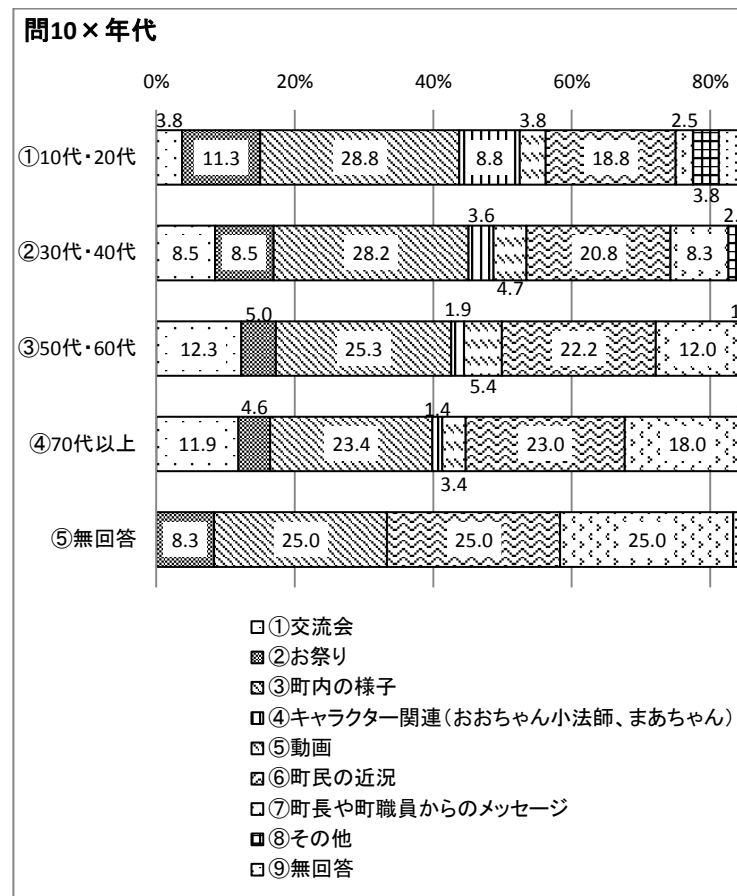 問10×年代
0% 20% 40% 60% 80%
3.8 3.8 2.5
①10代・20代 11.3 28.8 8.8 18.8
3.8
3.6 2.
②30代・40代 8.5 8.5 28.2 20.8 8.3
4.7
5.0 1.9 1
③50代・60代 12.3 25.3 22.2 12.0
5.4
4.6 1.4
④70代以上 11.9 23.4 23.0 18.0
3.4
⑤無回答 8.3 25.0 25.0 25.0
①交流会
②お祭り
③町内の様子
④キャラクター関連(おおちゃん小法師、まあちゃん)
⑤動画
⑥町民の近況
⑦町長や町職員からのメッセージ
⑧その他
⑨無回答